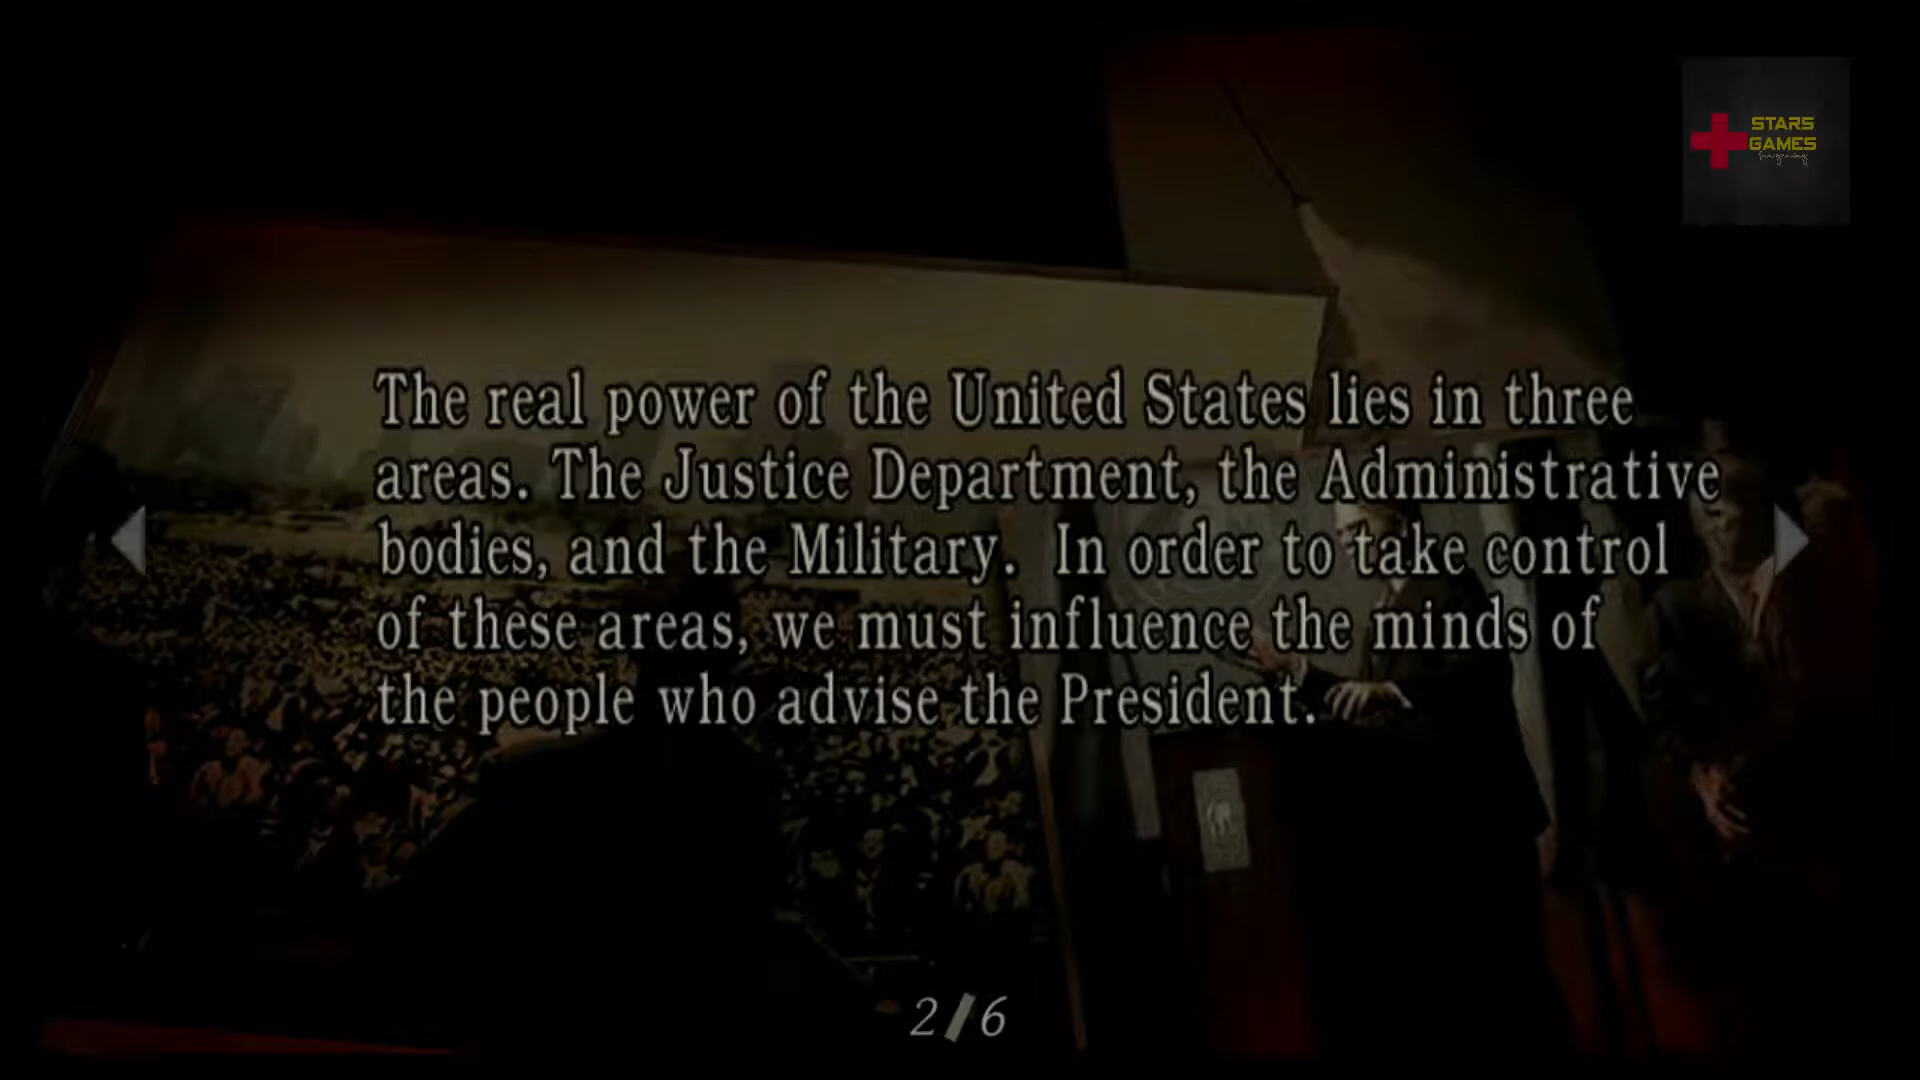 STARS
GAMES
The real power of the United States lies in three
areas. The Justice Department, the Administrative
bodies, and the Military. In order to take control
of these areas, we must influence the minds of
the people who advise the President.
2/6